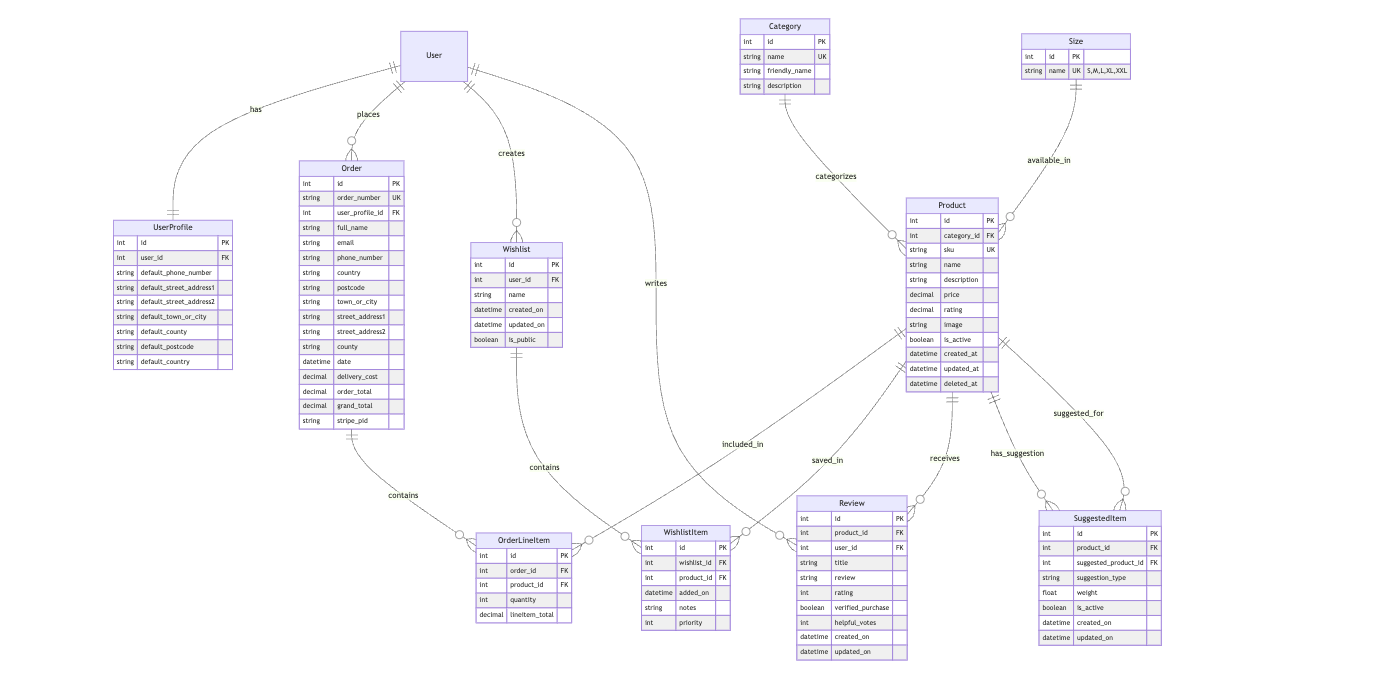 User
Category
int id PK
string name UK
string friendly_name
string description
Size
int id PK
string name UK S,M,L,XL,XXL
has
places
creates
writes
categorizes
available_in
UserProfile
int id PK
int user_id FK
string default_phone_number
string default_street_address1
string default_street_address2
string default_town_or_city
string default_county
string default_postcode
string default_country
Order
int id PK
string order_number UK
int user_profile_id FK
string full_name
string email
string phone_number
string country
string postcode
string town_or_city
string street_address1
string street_address2
string county
datetime date
decimal delivery_cost
decimal order_total
decimal grand_total
string stripe_pid
Wishlist
int id PK
int user_id FK
string name
datetime created_on
datetime updated_on
boolean is_public
Product
int id PK
int category_id FK
string sku UK
string name
string description
decimal price
decimal rating
string image
boolean is_active
datetime created_at
datetime updated_at
datetime deleted_at
contains
contains
included_in
saved_in
receives
has_suggestion
suggested_for
OrderLineItem
int id PK
int order_id FK
int product_id FK
int quantity
decimal lineitem_total
WishlistItem
int id PK
int wishlist_id FK
int product_id FK
datetime added_on
string notes
int priority
Review
int id PK
int product_id FK
int user_id FK
string title
string review
int rating
boolean verified_purchase
int helpful_votes
datetime created_on
datetime updated_on
SuggestedItem
int id PK
int product_id FK
int suggested_product_id FK
string suggestion_type
float weight
boolean is_active
datetime created_on
datetime updated_on